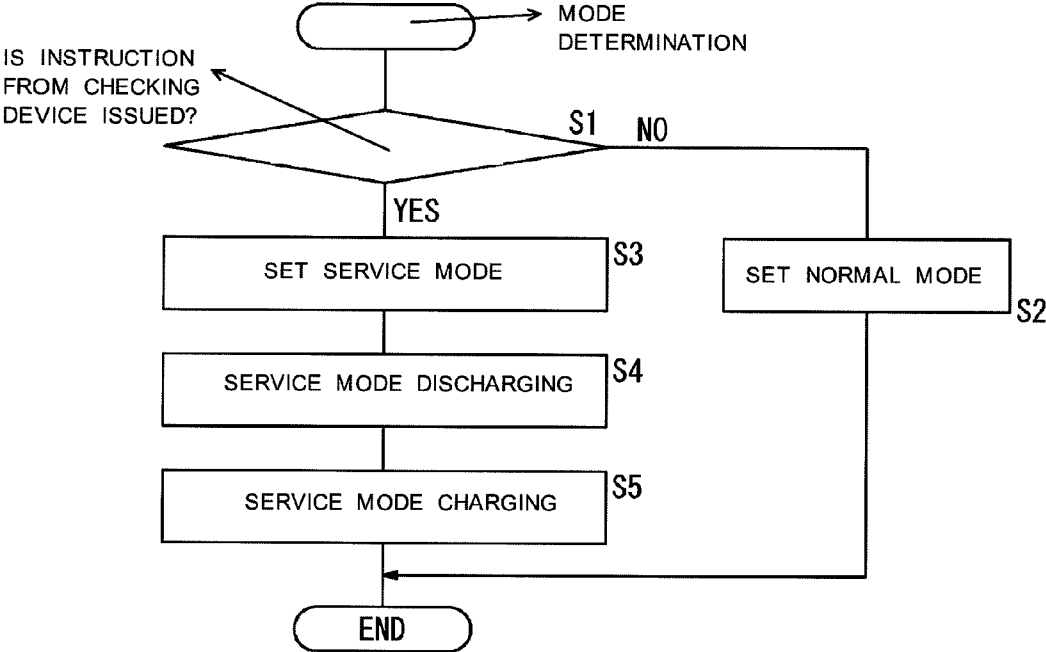 MODE
DETERMINATION
IS INSTRUCTION
FROM CHECKING
DEVICE ISSUED?
S1
NO
YES
SET SERVICE MODE
S3
SET NORMAL MODE
S2
SERVICE MODE DISCHARGING
S4
SERVICE MODE CHARGING
S5
END